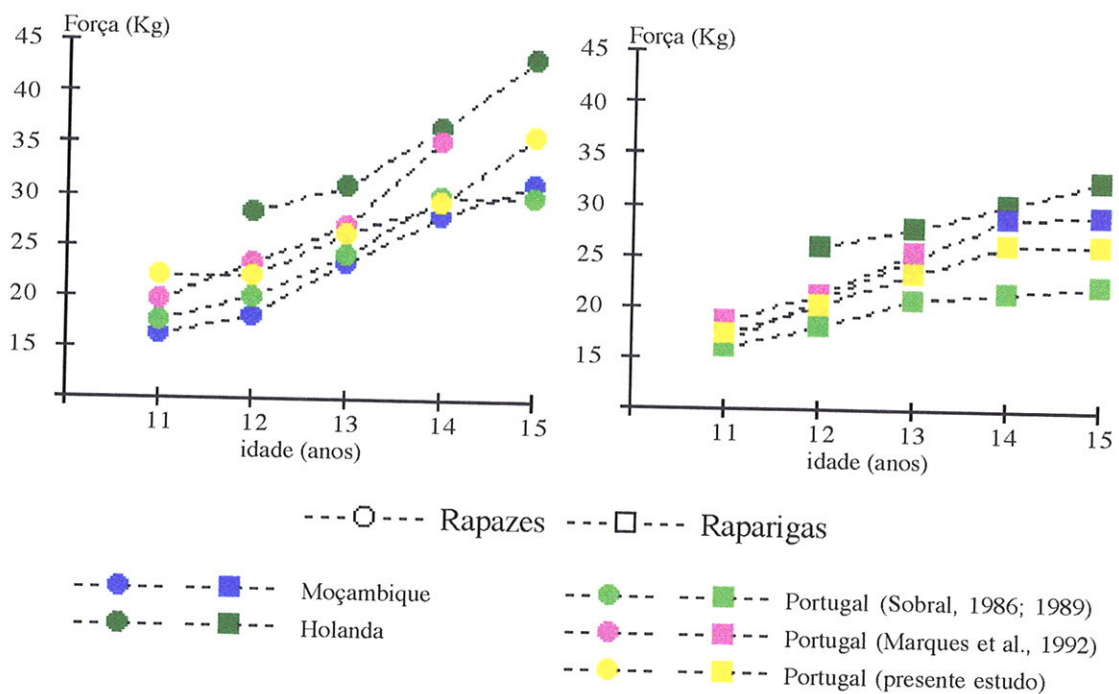 Força (Kg)
45
40
35
30
25
20
15
11 12 13 14 15
idade (anos)
Força (Kg)
45
40
35
30
25
20
15
11 12 13 14 15
idade (anos)
Rapazes Raparigas
Moçambique
Holanda
Portugal (Sobral, 1986; 1989)
Portugal (Marques et al., 1992)
Portugal (presente estudo)